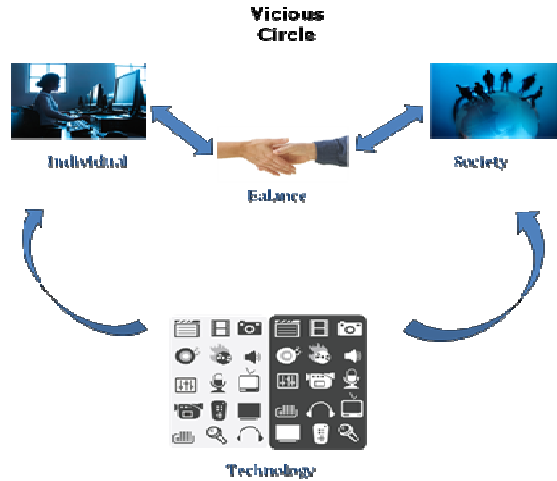 Vicious
Circle
Individual
Society
Balance
Technology